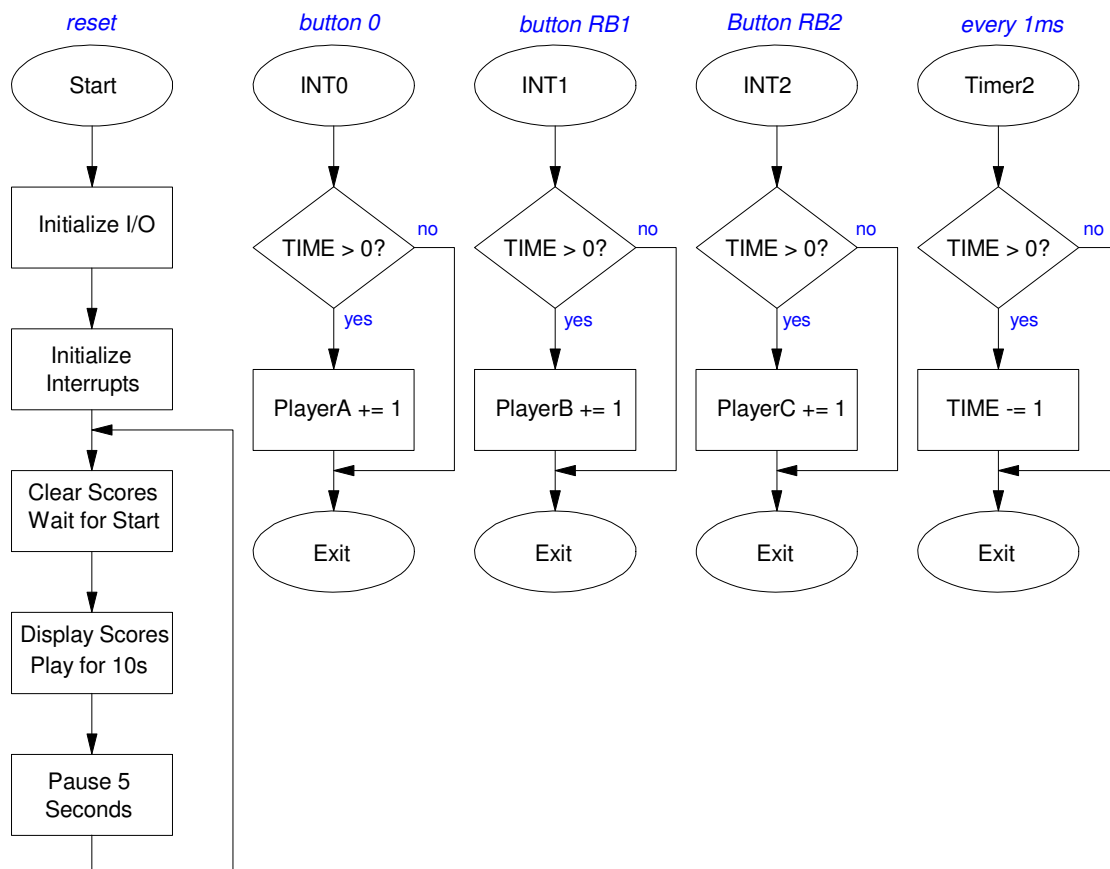 reset
Start
Initialize I/O
Initialize
Interrupts
Clear Scores
Wait for Start
Display Scores
Play for 10s
Pause 5
Seconds
button 0
INT0
TIME > 0?
no
yes
PlayerA += 1
Exit
button RB1
INT1
TIME > 0?
no
yes
PlayerB += 1
Exit
Button RB2
INT2
TIME > 0?
no
yes
PlayerC += 1
Exit
every 1ms
Timer2
TIME > 0?
no
yes
TIME -= 1
Exit